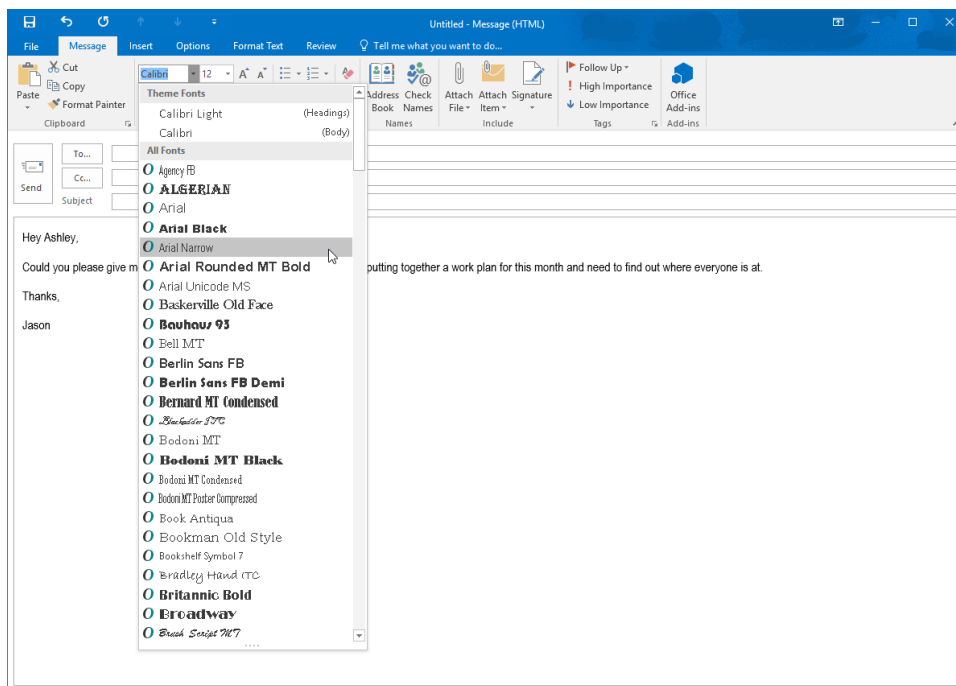 Untitled - Message (HTML)
File Message Insert Options Format Text Review Tell me what you want to do...
Paste Cut Copy Format Painter
Clipboard
Calibri 12
Address Book Check Names
Names
Attach File Attach Item Signature
Include
Follow Up
High Importance
Low Importance
Tags
Office Add-ins
Add-ins
Theme Fonts
Calibri Light (Headings)
Calibri (Body)
All Fonts
Agency FB
ALGERIAN
Arial
Arial Black
Arial Narrow
Arial Rounded MT Bold
Arial Unicode MS
Baskerville Old Face
Bauhaus 93
Bell MT
Berlin Sans FB
Berlin Sans FB Demi
Bernard MT Condensed
Blackadder ITC
Bodoni MT
Bodoni MT Black
Bodoni MT Condensed
Bodoni MT Poster Compressed
Book Antiqua
Bookman Old Style
Bookshelf Symbol 7
Bradley Hand ITC
Britannic Bold
Broadway
Brush Script MT
Send
To...
Cc...
Subject
Hey Ashley,
Could you please give m putting together a work plan for this month and need to find out where everyone is at.
Thanks,
Jason